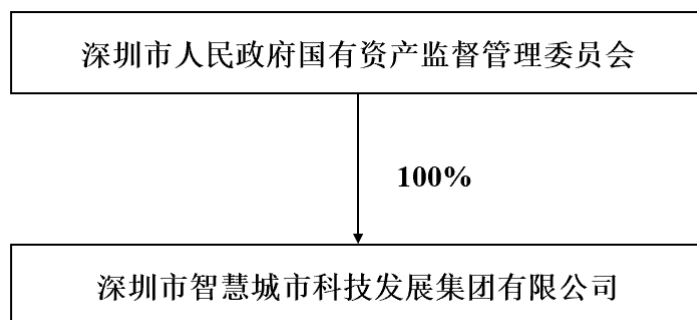 深圳市人民政府国有资产监督管理委员会
100%
深圳市智慧城市科技发展集团有限公司